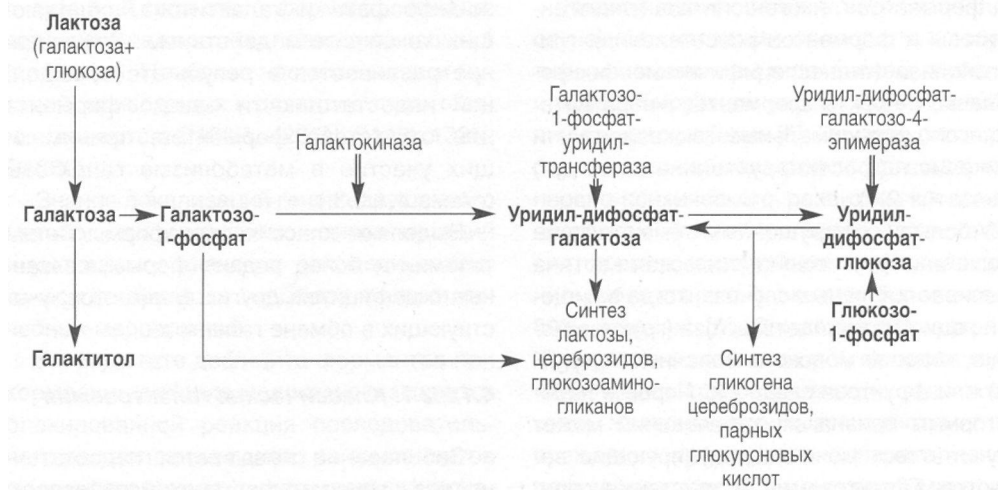 Лактоза
(галактоза+
глюкоза)
Галактокиназа
Галактозо-
1-фосфат-
уридил-
трансфераза
Уридил-дифосфат-
галактозо-4-
эпимераза
Галактоза
Галактозо-
1-фосфат
Уридил-дифосфат-
галактоза
Уридил-
дифосфат-
глюкоза
Глюкозо-
1-фосфат
Галактитол
Синтез
лактозы,
цереброзидов,
глюкозоамино-
гликанов
Синтез
гликогена
цереброзидов,
парных
глюкуроновых
кислот